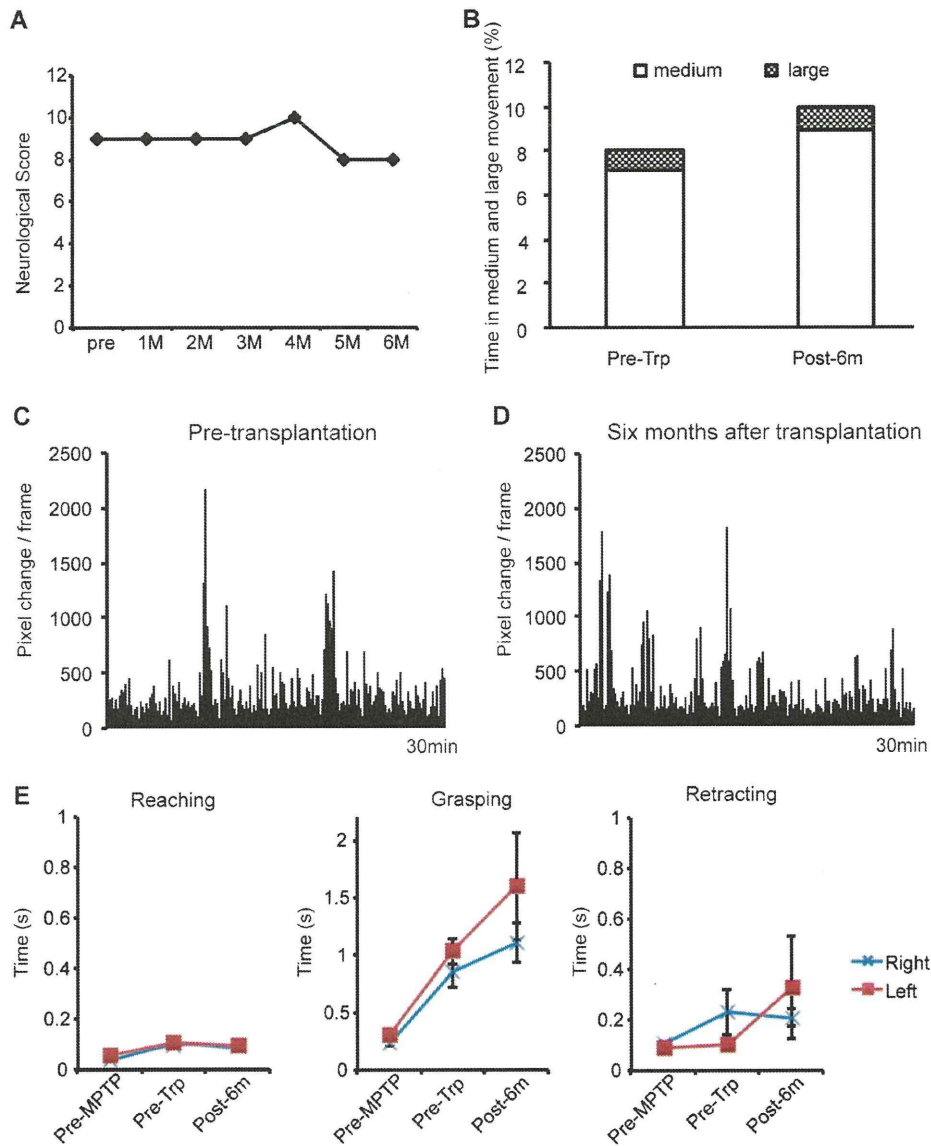 A
Neurological Score
12
10
8
6
4
2
0
pre 1M 2M 3M 4M 5M 6M
B
Time in medium and large movement (%)
medium large
12
10
8
6
4
2
0
Pre-Trp Post-6m
C
Pre-transplantation
Pixel change / frame
2500
2000
1500
1000
500
0
30min
D
Six months after transplantation
Pixel change / frame
2500
2000
1500
1000
500
0
30min
E
Reaching
Time (s)
1
0.8
0.6
0.4
0.2
0
Pre-MPTP Pre-Trp Post-6m
Grasping
Time (s)
2
1.5
1
0.5
0
Pre-MPTP Pre-Trp Post-6m
Retracting
Time (s)
1
0.8
0.6
0.4
0.2
0
Pre-MPTP Pre-Trp Post-6m
Right
Left